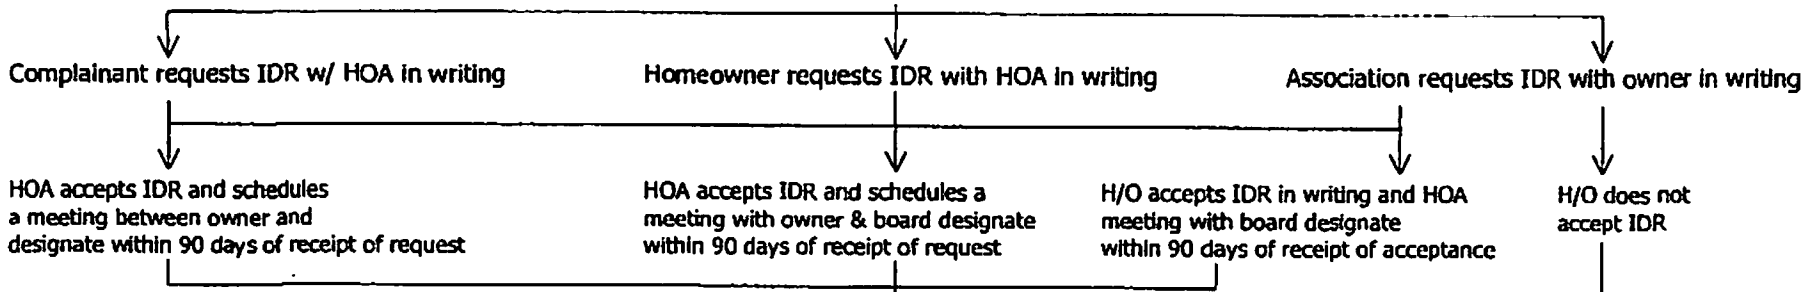 Complainant requests IDR w/ HOA in writing
Homeowner requests IDR with HOA in writing
Association requests IDR with owner in writing
HOA accepts IDR and schedules
a meeting between owner and
designate within 90 days of receipt of request
HOA accepts IDR and schedules a
meeting with owner & board designate
within 90 days of receipt of request
H/O accepts IDR in writing and HOA
meeting with board designate
within 90 days of receipt of acceptance
H/O does not
accept IDR